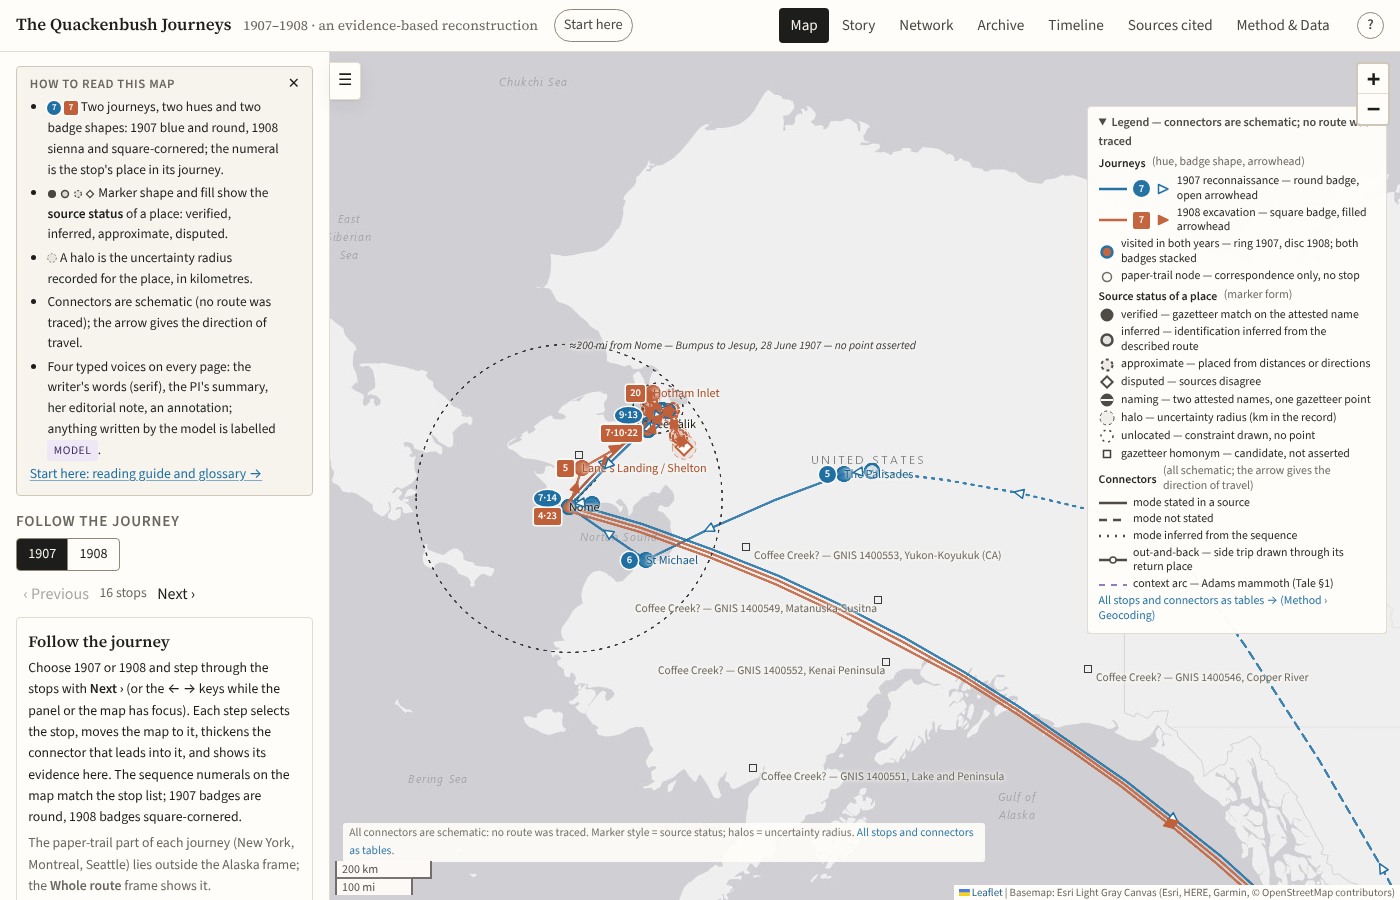 The Quackenbush Journeys 1907–1908 · an evidence-based reconstruction Start here Map Story Network Archive Timeline Sources cited Method & Data ?
HOW TO READ THIS MAP ✕
7 7 Two journeys, two hues and two
badge shapes: 1907 blue and round, 1908
sienna and square-cornered; the numeral
is the stop's place in its journey.
Marker shape and fill show the
source status of a place: verified,
inferred, approximate, disputed.
A halo is the uncertainty radius
recorded for the place, in kilometres.
Connectors are schematic (no route was
traced); the arrow gives the direction of
travel.
Four typed voices on every page: the
writer's words (serif), the PI's summary,
her editorial note, an annotation;
anything written by the model is labelled
MODEL .
Start here: reading guide and glossary →
FOLLOW THE JOURNEY
1907 1908
‹ Previous 16 stops Next ›
Follow the journey
Choose 1907 or 1908 and step through the
stops with Next › (or the ← → keys while the
panel or the map has focus). Each step selects
the stop, moves the map to it, thickens the
connector that leads into it, and shows its
evidence here. The sequence numerals on the
map match the stop list; 1907 badges are
round, 1908 badges square-cornered.
The paper-trail part of each journey (New York,
Montreal, Seattle) lies outside the Alaska frame;
the Whole route frame shows it.
☰
Chukchi Sea
East
Siberian
Sea
≈200 mi from Nome — Bumpus to Jesup, 28 June 1907 — no point asserted
20 Hotham Inlet
9·13
7·10·22
5 Lane's Landing / Shelton
7·14
4·23
Nome
Norton Sound
6 St Michael
UNITED STATES
5 The Palisades
Coffee Creek? — GNIS 1400553, Yukon-Koyukuk (CA)
Coffee Creek? — GNIS 1400549, Matanuska-Susitna
Coffee Creek? — GNIS 1400552, Kenai Peninsula
Coffee Creek? — GNIS 1400546, Copper River
Coffee Creek? — GNIS 1400551, Lake and Peninsula
Bering Sea
Gulf of
Alaska
+
−
▼ Legend — connectors are schematic; no route
traced
Journeys (hue, badge shape, arrowhead)
7 1907 reconnaissance — round badge,
open arrowhead
7 1908 excavation — square badge, filled
arrowhead
visited in both years — ring 1907, disc 1908; both
badges stacked
paper-trail node — correspondence only, no stop
Source status of a place (marker form)
verified — gazetteer match on the attested name
inferred — identification inferred from the
described route
approximate — placed from distances or directions
disputed — sources disagree
naming — two attested names, one gazetteer point
halo — uncertainty radius (km in the record)
unlocated — constraint drawn, no point
gazetteer homonym — candidate, not asserted
Connectors (all schematic; the arrow gives the
direction of travel)
mode stated in a source
mode not stated
mode inferred from the sequence
out-and-back — side trip drawn through its
return place
context arc — Adams mammoth (Tale §1)
All stops and connectors as tables → (Method ›
Geocoding)
All connectors are schematic: no route was traced. Marker style = source status; halos = uncertainty radius. All stops and connectors
as tables.
200 km
100 mi
Leaflet | Basemap: Esri Light Gray Canvas (Esri, HERE, Garmin, © OpenStreetMap contributors)